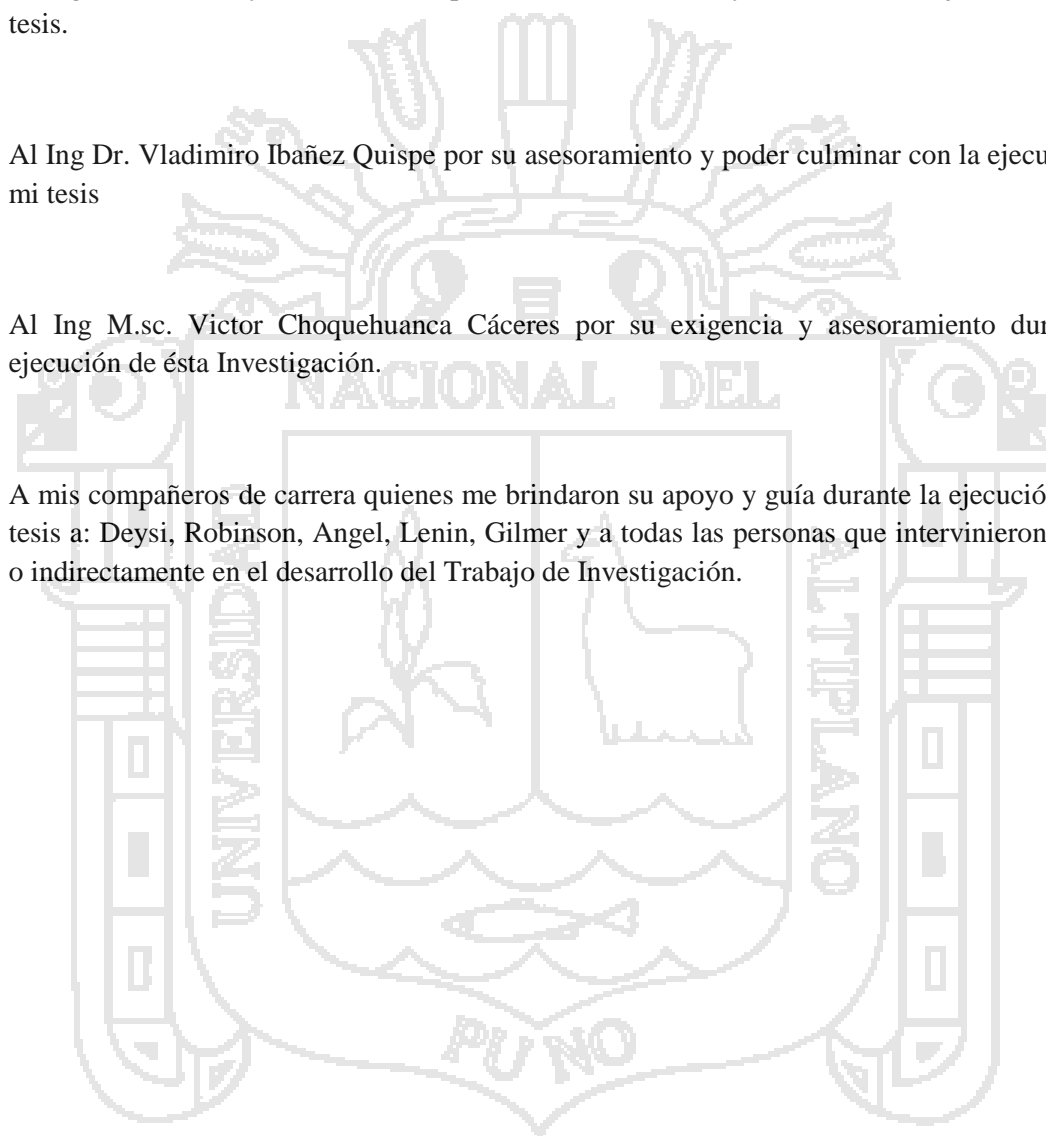 tesis.
Al Ing Dr. Vladimiro Ibañez Quispe por su asesoramiento y poder culminar con la ejecu
mi tesis
Al Ing M.sc. Victor Choquehuanca Cáceres por su exigencia y asesoramiento dur
ejecución de ésta Investigación.
A mis compañeros de carrera quienes me brindaron su apoyo y guía durante la ejecució
tesis a: Deysi, Robinson, Angel, Lenin, Gilmer y a todas las personas que intervinieron
o indirectamente en el desarrollo del Trabajo de Investigación.
NACIONAL DEL
UNIVERSIDAD
ALTIPLANO
PUNO